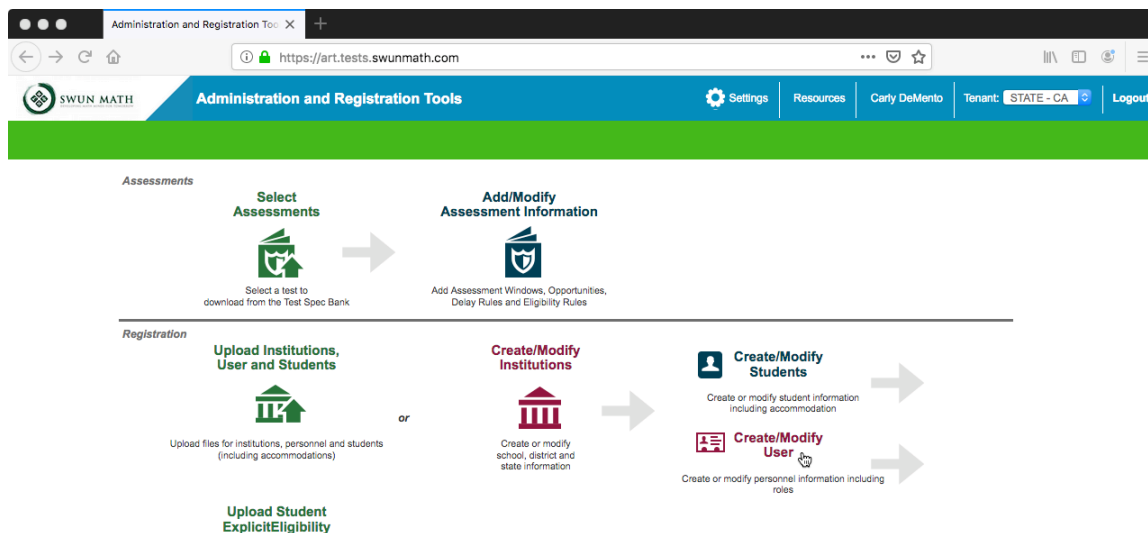 Administration and Registration Too
https://art.tests.swunmath.com
SWUN MATH
Administration and Registration Tools
Settings
Resources
Carly DeMento
Tenant: STATE - CA
Logout
Assessments
Select
Assessments
Select a test to
download from the Test Spec Bank
Add/Modify
Assessment Information
Add Assessment Windows, Opportunities,
Delay Rules and Eligibility Rules
Registration
Upload Institutions,
User and Students
Upload files for institutions, personnel and students
(including accommodations)
or
Create/Modify
Institutions
Create or modify
school, district and
state information
Create/Modify
Students
Create or modify student information
including accommodation
Create/Modify
User
Create or modify personnel information including
roles
Upload Student
ExplicitEligibility